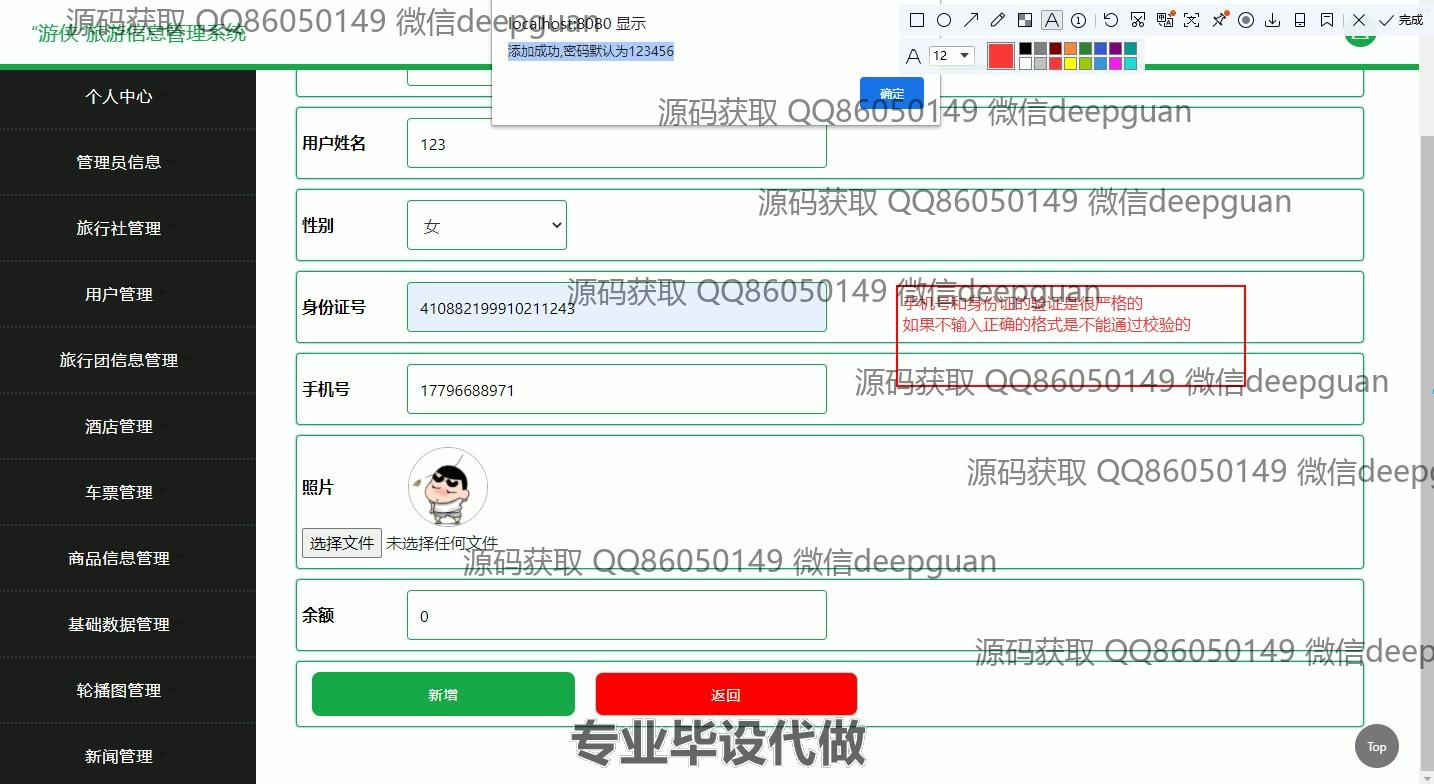 源码获取 QQ86050149 微信deepguan
“游侠”旅游信息管理系统
localhost:8080 显示
添加成功,密码默认为123456
确定
完成
A
12
源码获取 QQ86050149 微信deepguan
个人中心
管理员信息
旅行社管理
用户管理
旅行团信息管理
酒店管理
车票管理
商品信息管理
基础数据管理
轮播图管理
新闻管理
用户姓名
123
源码获取 QQ86050149 微信deepguan
性别
女
源码获取 QQ86050149 微信deepguan
身份证号
410882199910211243
手机号和身份证的验证是很严格的
如果不输入正确的格式是不能通过校验的
手机号
17796688971
源码获取 QQ86050149 微信deepguan
源码获取 QQ86050149 微信deepg
照片
选择文件 未选择任何文件
源码获取 QQ86050149 微信deepguan
余额
0
源码获取 QQ86050149 微信deep
新增
返回
专业毕设代做
Top